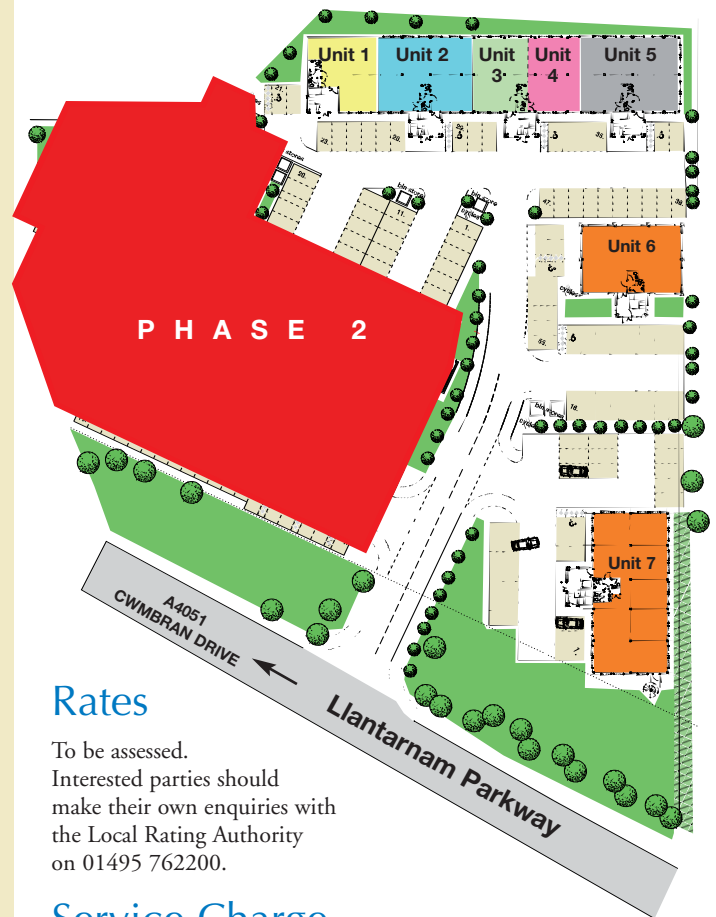 Unit 1
Unit 2
Unit
3
Unit
4
Unit 5
Unit 6
PHASE 2
Unit 7
A4051
CWMBRAN DRIVE
Llantarnam Parkway
Rates
To be assessed.
Interested parties should
make their own enquiries with
the Local Rating Authority
on 01495 762200.
Service Charge